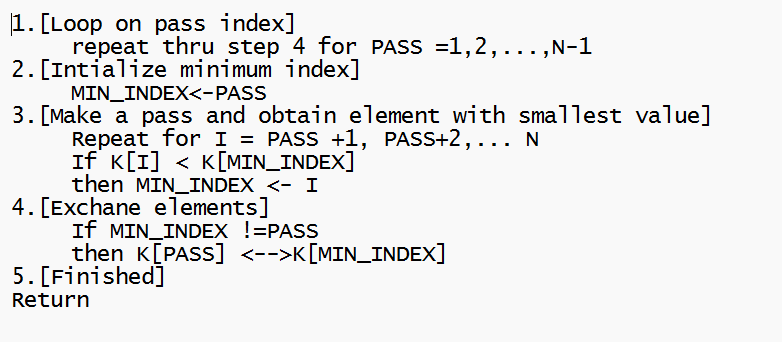 1.[Loop on pass index]
repeat thru step 4 for PASS =1,2,...,N-1
2.[Intialize minimum index]
MIN_INDEX<-PASS
3.[Make a pass and obtain element with smallest value]
Repeat for I = PASS +1, PASS+2,... N
If K[I] < K[MIN_INDEX]
then MIN_INDEX <- I
4.[Exchane elements]
If MIN_INDEX !=PASS
then K[PASS] <-->K[MIN_INDEX]
5.[Finished]
Return